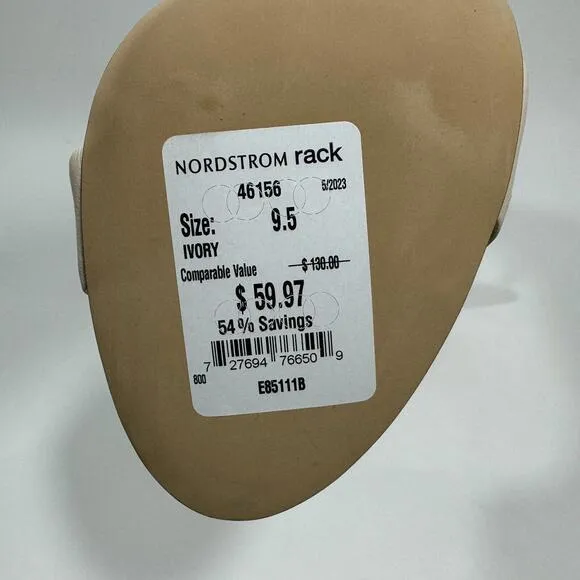 NORDSTROM rack
46156 5/2023
Size: 9.5
IVORY
Comparable Value $ 130.00
$ 59.97
54 % Savings
7 27694 76650 9
800
E85111B